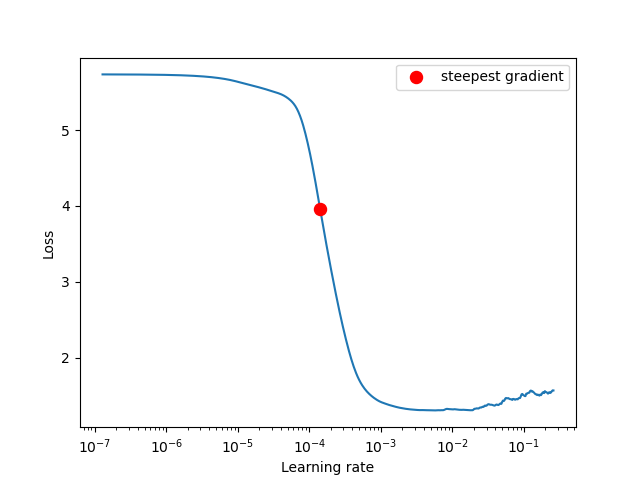 steepest gradient
5
4
3
2
Loss
10⁻⁷ 10⁻⁶ 10⁻⁵ 10⁻⁴ 10⁻³ 10⁻² 10⁻¹
Learning rate